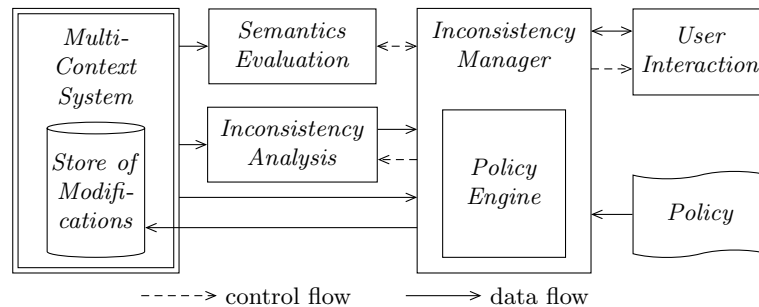 Multi-
Context
System
Store of
Modifi-
cations
Semantics
Evaluation
Inconsistency
Analysis
Inconsistency
Manager
Policy
Engine
User
Interaction
Policy
control flow
data flow